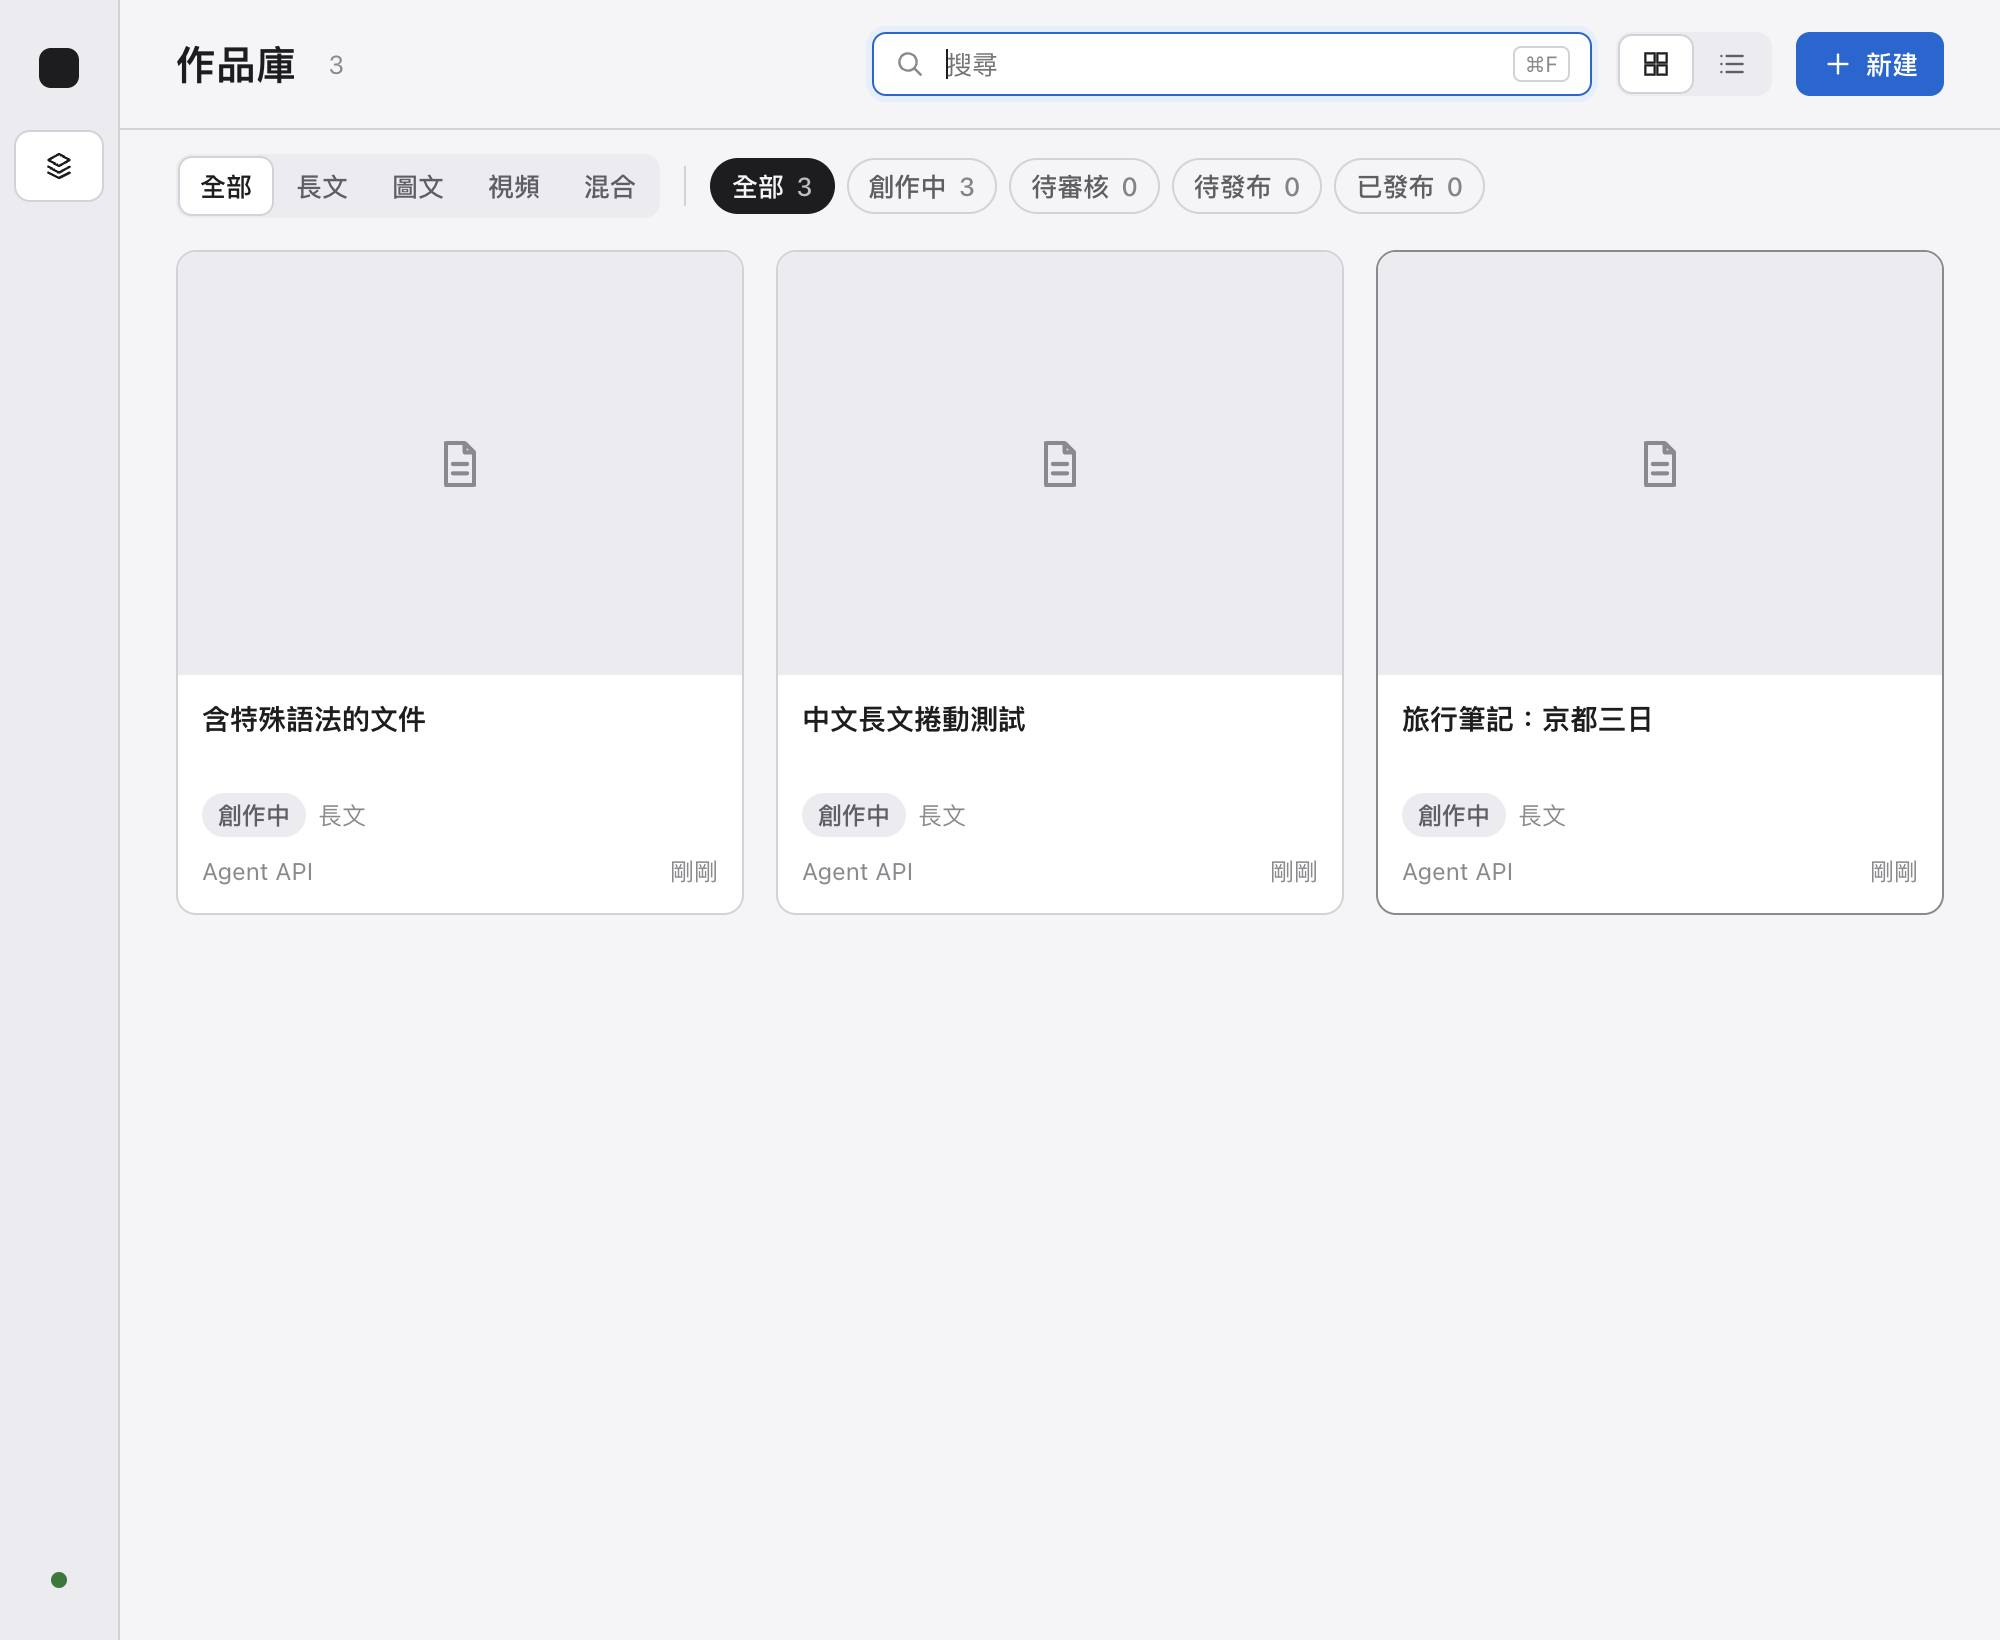 作品庫 3
搜尋 ⌘F
新建
全部 長文 圖文 視頻 混合
全部 3 創作中 3 待審核 0 待發布 0 已發布 0
含特殊語法的文件
創作中 長文
Agent API 剛剛
中文長文捲動測試
創作中 長文
Agent API 剛剛
旅行筆記：京都三日
創作中 長文
Agent API 剛剛